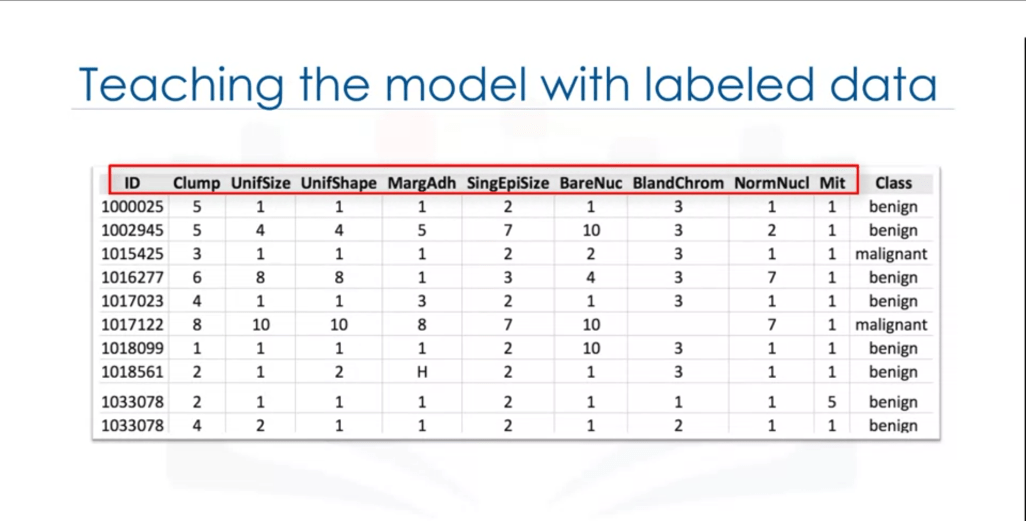 Teaching the model with labeled data
ID Clump UnifSize UnifShape MargAdh SingEpiSize BareNuc BlandChrom NormNucl Mit Class
1000025 5 1 1 1 2 1 3 1 1 benign
1002945 5 4 4 5 7 10 3 2 1 benign
1015425 3 1 1 1 2 2 3 1 1 malignant
1016277 6 8 8 1 3 4 3 7 1 benign
1017023 4 1 1 3 2 1 3 1 1 benign
1017122 8 10 10 8 7 10 7 1 malignant
1018099 1 1 1 1 2 10 3 1 1 benign
1018561 2 1 2 H 2 1 3 1 1 benign
1033078 2 1 1 1 2 1 1 1 5 benign
1033078 4 2 1 1 2 1 2 1 1 benign